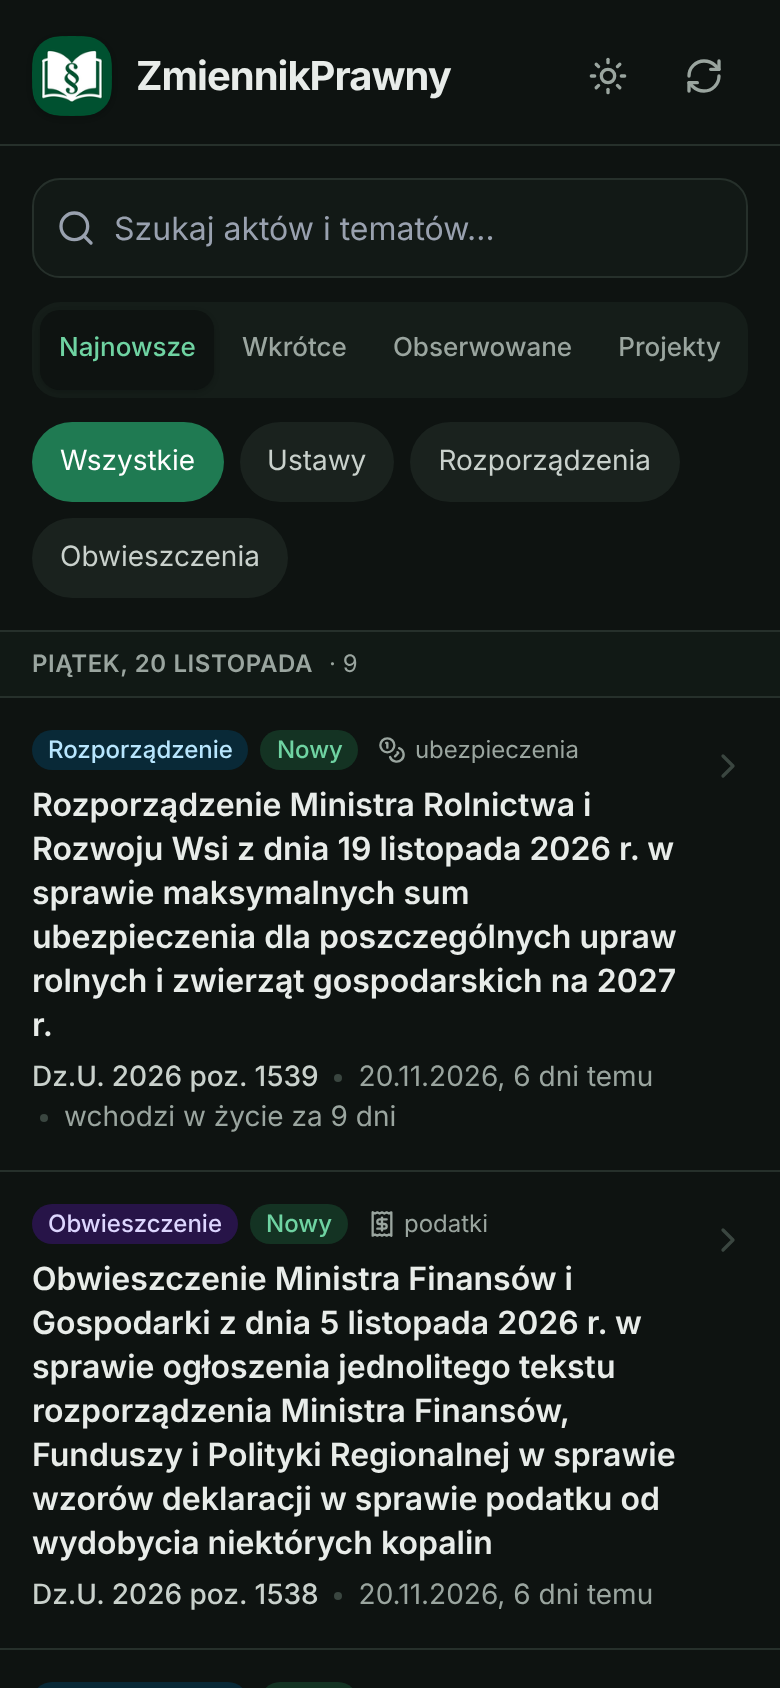 §
ZmiennikPrawny
Szukaj aktów i tematów...
Najnowsze Wkrótce Obserwowane Projekty
Wszystkie Ustawy Rozporządzenia
Obwieszczenia
PIĄTEK, 20 LISTOPADA · 9
Rozporządzenie Nowy ubezpieczenia
Rozporządzenie Ministra Rolnictwa i
Rozwoju Wsi z dnia 19 listopada 2026 r. w
sprawie maksymalnych sum
ubezpieczenia dla poszczególnych upraw
rolnych i zwierząt gospodarskich na 2027
r.
Dz.U. 2026 poz. 1539 • 20.11.2026, 6 dni temu
• wchodzi w życie za 9 dni
Obwieszczenie Nowy podatki
Obwieszczenie Ministra Finansów i
Gospodarki z dnia 5 listopada 2026 r. w
sprawie ogłoszenia jednolitego tekstu
rozporządzenia Ministra Finansów,
Funduszy i Polityki Regionalnej w sprawie
wzorów deklaracji w sprawie podatku od
wydobycia niektórych kopalin
Dz.U. 2026 poz. 1538 • 20.11.2026, 6 dni temu